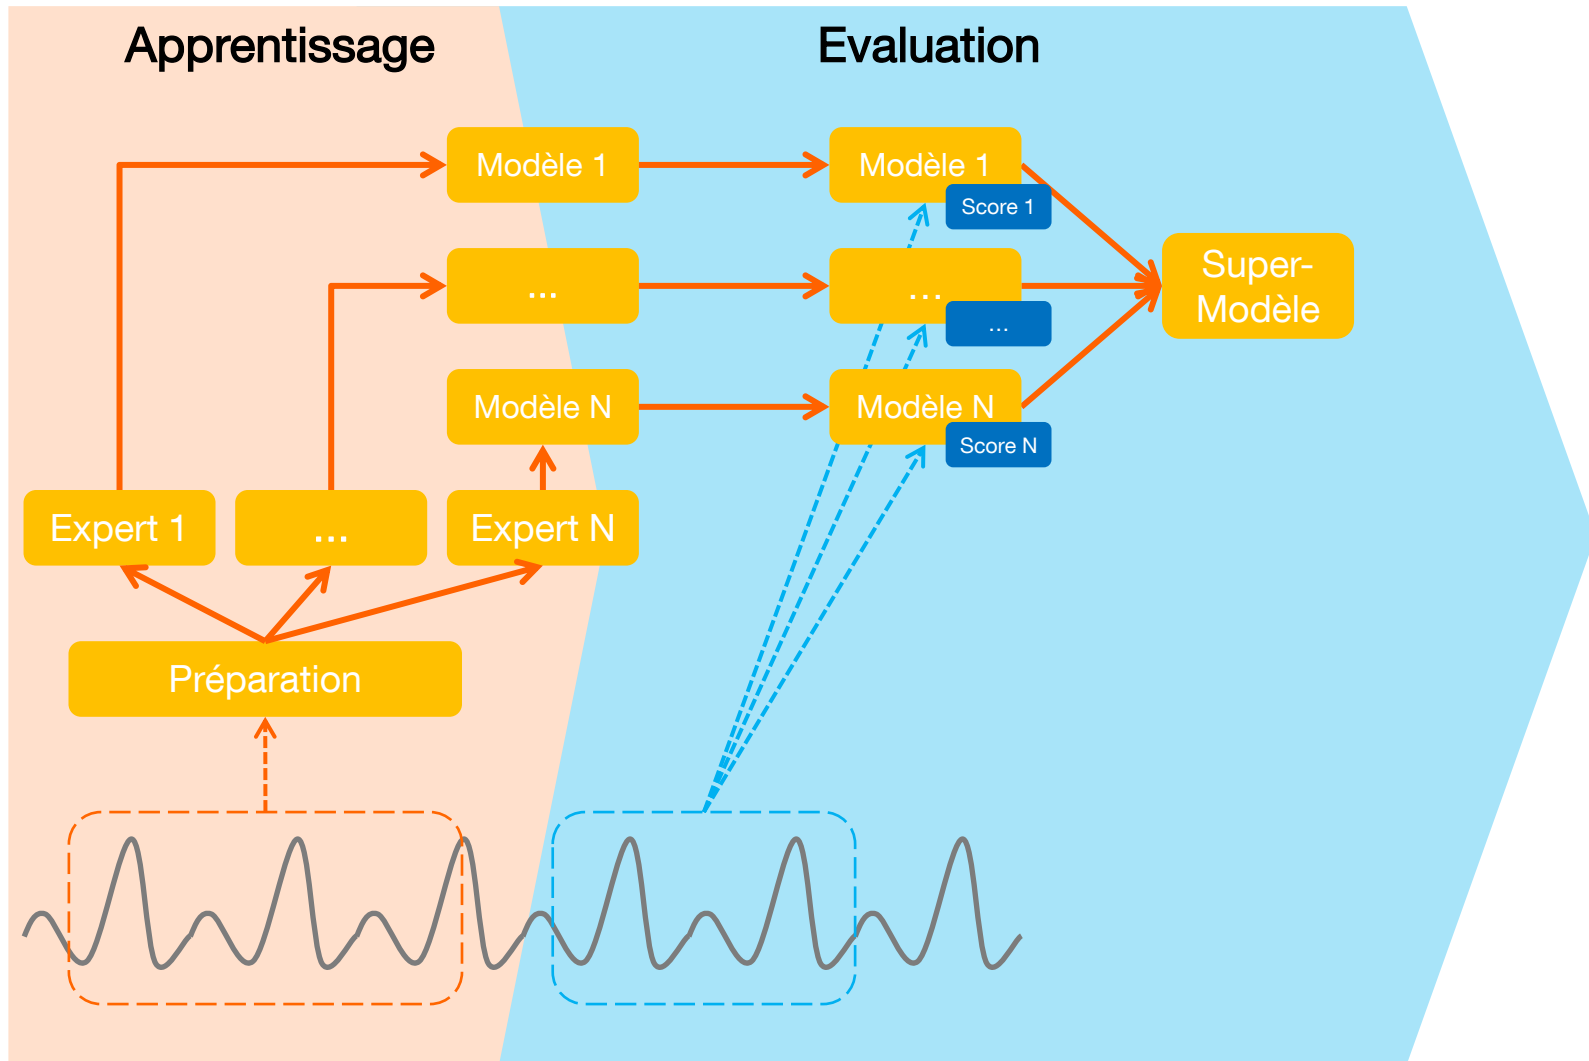 Apprentissage
Evaluation
Modèle 1
Modèle 1
Score 1
...
...
...
Super-
Modèle
Modèle N
Modèle N
Score N
Expert 1
...
Expert N
Préparation